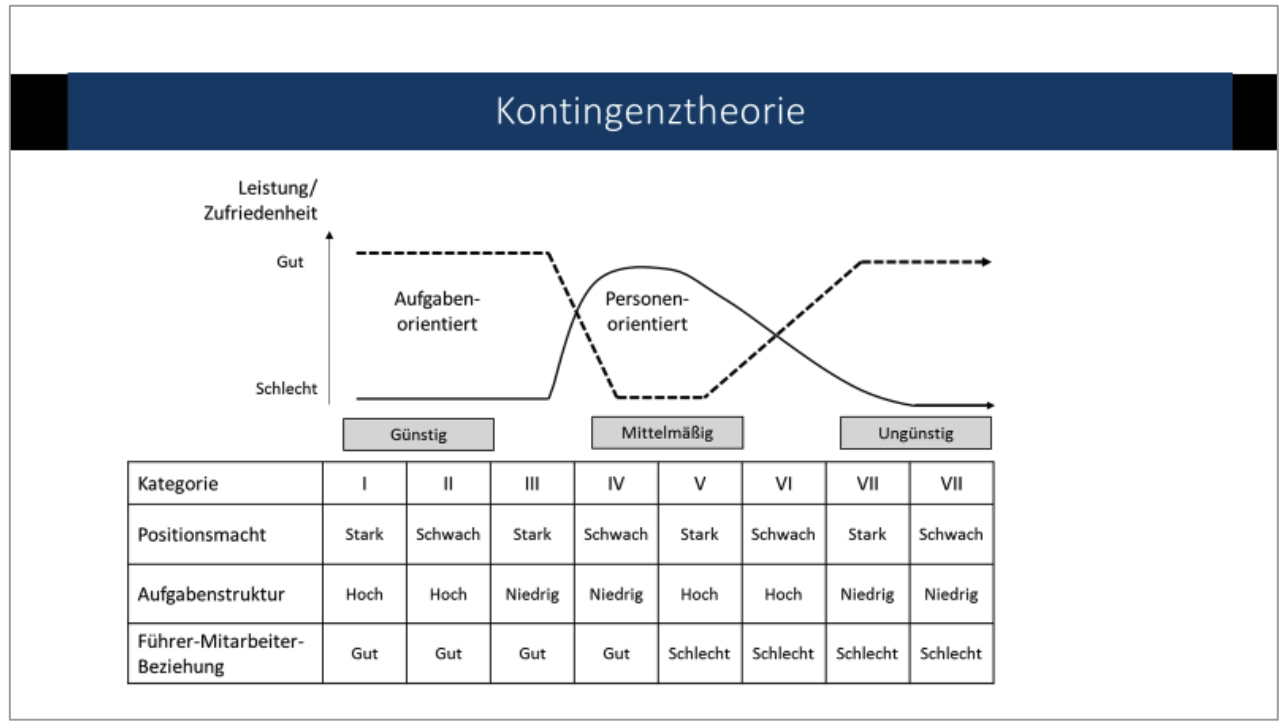 Kontingenztheorie
Leistung/
Zufriedenheit
Gut
Aufgaben-
orientiert
Personen-
orientiert
Schlecht
Günstig
Mittelmäßig
Ungünstig
Kategorie I II III IV V VI VII VII
Positionsmacht Stark Schwach Stark Schwach Stark Schwach Stark Schwach
Aufgabenstruktur Hoch Hoch Niedrig Niedrig Hoch Hoch Niedrig Niedrig
Führer-Mitarbeiter-
Beziehung Gut Gut Gut Gut Schlecht Schlecht Schlecht Schlecht